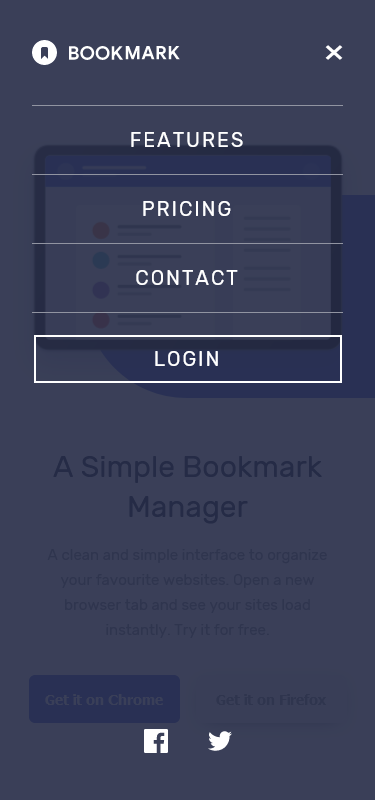 BOOKMARK
FEATURES
PRICING
CONTACT
LOGIN
A Simple Bookmark
Manager
A clean and simple interface to organize
your favourite websites. Open a new
browser tab and see your sites load
instantly. Try it for free.
Get it on Chrome
Get it on Firefox